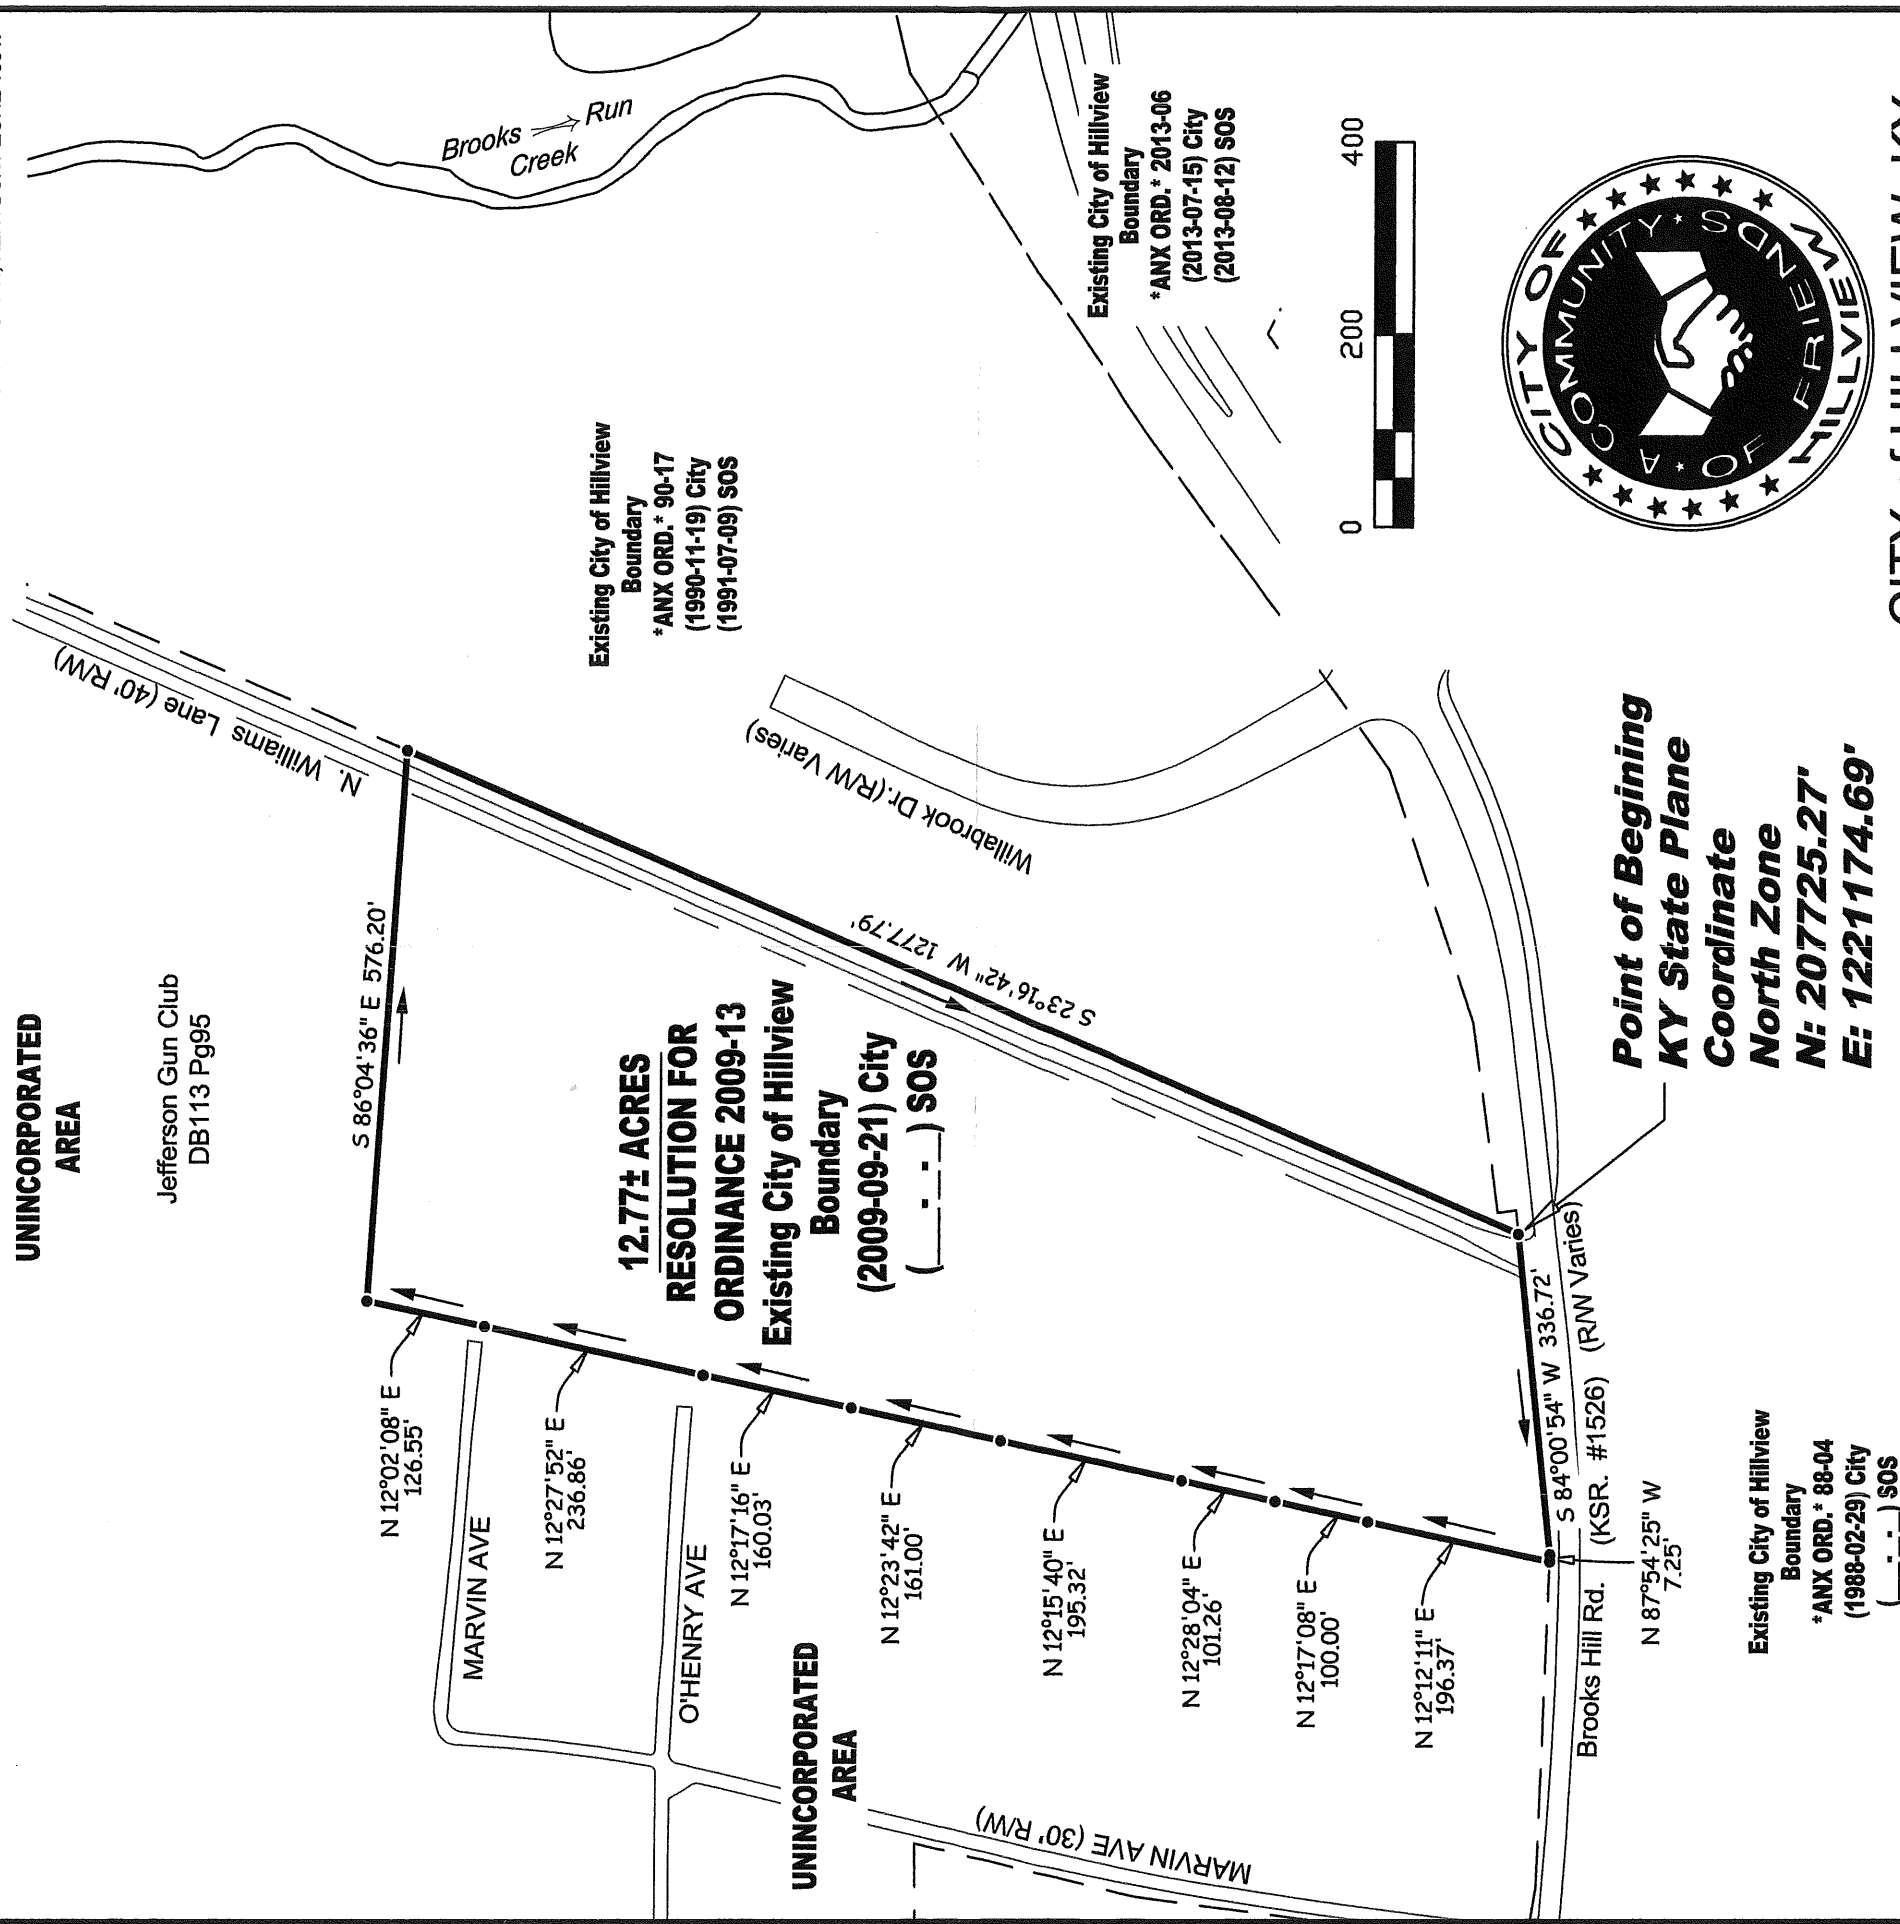 UNINCORPORATED
AREA
Jefferson Gun Club
DB113 Pg95
N. Williams Lane (40' R/W)
Brooks Run
Creek
S 86°04'36" E 576.20'
Existing City of Hillview
Boundary
*ANX ORD.* 90-17
(1990-11-19) City
(1991-07-09) SOS
Existing City of Hillview
Boundary
*ANX ORD.* 2013-06
(2013-07-15) City
(2013-08-12) SOS
N 12°02'08" E
126.55'
MARVIN AVE
N 12°27'52" E
236.86'
O'HENRY AVE
N 12°17'16" E
160.03'
N 12°23'42" E
161.00'
N 12°15'40" E
195.32'
N 12°28'04" E
101.26'
N 12°17'08" E
100.00'
N 12°12'11" E
196.37'
12.77± ACRES
RESOLUTION FOR
ORDINANCE 2009-13
Existing City of Hillview
Boundary
(2009-09-21) City
(___-_-_) SOS
S 23°16'42" W 1277.79'
Willabrook Dr.(R/W Varies)
UNINCORPORATED
AREA
MARVIN AVE (30' R/W)
S 84°00'54" W 336.72'
Brooks Hill Rd. (KSR. #1526) (R/W Varies)
N 87°54'25" W
7.25'
Point of Begining
KY State Plane
Coordinate
North Zone
N: 207725.27'
E: 1221174.69'
Existing City of Hillview
Boundary
*ANX ORD.* 88-04
(1988-02-29) City
(___-_-_) SOS
0 200 400
CITY OF HILLVIEW
A COMMUNITY OF FRIENDS
CITY of HILLVIEW, KY